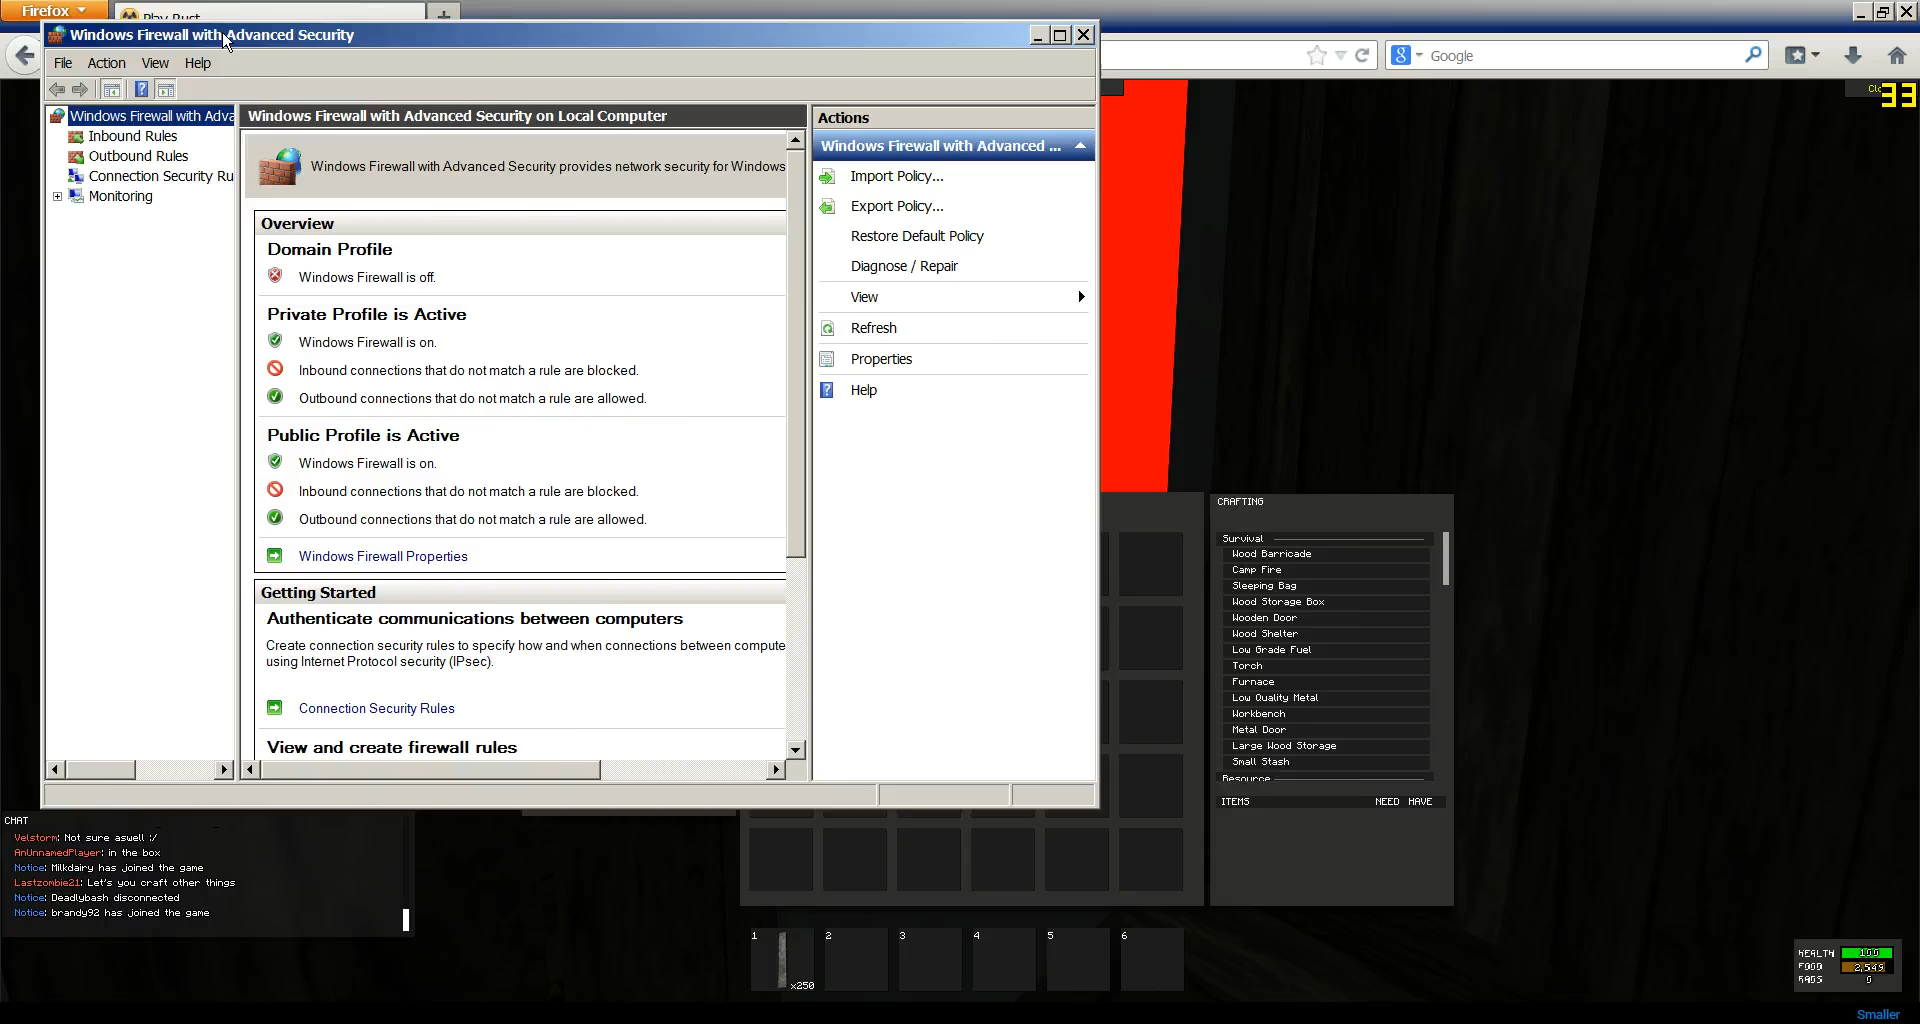 Firefox
Play Rust
Windows Firewall with Advanced Security
File Action View Help
Google
33
Windows Firewall with Adva
Inbound Rules
Outbound Rules
Connection Security Ru
Monitoring
Windows Firewall with Advanced Security on Local Computer
Windows Firewall with Advanced Security provides network security for Windows
Overview
Domain Profile
Windows Firewall is off.
Private Profile is Active
Windows Firewall is on.
Inbound connections that do not match a rule are blocked.
Outbound connections that do not match a rule are allowed.
Public Profile is Active
Windows Firewall is on.
Inbound connections that do not match a rule are blocked.
Outbound connections that do not match a rule are allowed.
Windows Firewall Properties
Getting Started
Authenticate communications between computers
Create connection security rules to specify how and when connections between compute
using Internet Protocol security (IPsec).
Connection Security Rules
View and create firewall rules
Actions
Windows Firewall with Advanced ...
Import Policy...
Export Policy...
Restore Default Policy
Diagnose / Repair
View
Refresh
Properties
Help
CRAFTING
Survival
Wood Barricade
Camp Fire
Sleeping Bag
Wood Storage Box
Wooden Door
Wood Shelter
Low Grade Fuel
Torch
Furnace
Low Quality Metal
Workbench
Metal Door
Large Wood Storage
Small Stash
Resource
ITEMS NEED HAVE
CHAT
Velstorm: Not sure aswell :/
AnUnnamedPlayer: in the box
Notice: Milkdairy has joined the game
Lastzombie21: Let's you craft other things
Notice: Deadlybash disconnected
Notice: brandy92 has joined the game
1 2 3 4 5 6
x250
HEALTH 100
FOOD 2,549
RADS 0
Smaller